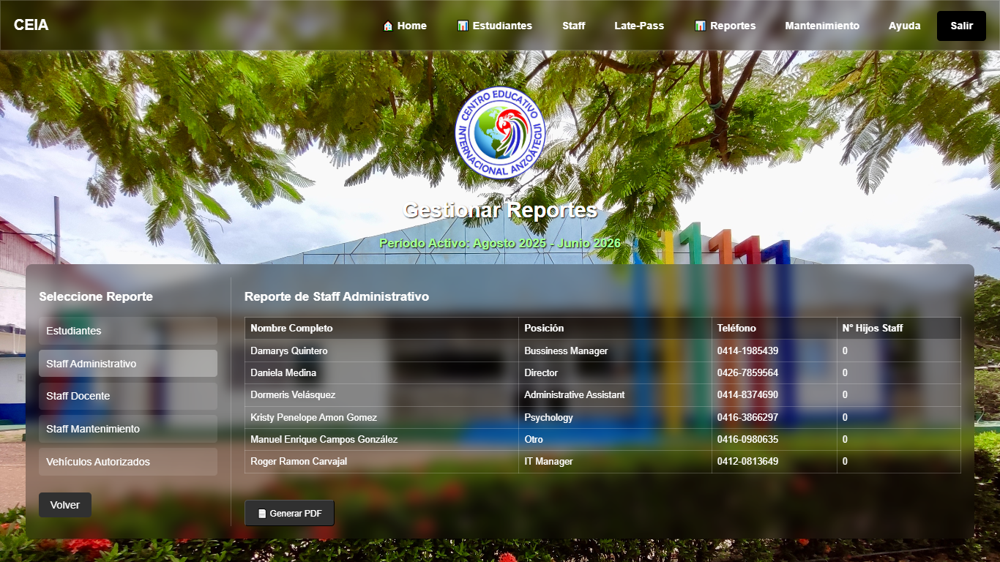 CEIA
Home Estudiantes Staff Late-Pass Reportes Mantenimiento Ayuda Salir
CENTRO EDUCATIVO
INTERNACIONAL ANZOÁTEGUI
Gestionar Reportes
Período Activo: Agosto 2025 - Junio 2026
Seleccione Reporte
Estudiantes
Staff Administrativo
Staff Docente
Staff Mantenimiento
Vehículos Autorizados
Volver
Reporte de Staff Administrativo
Nombre Completo Posición Teléfono N° Hijos Staff
Damarys Quintero Bussiness Manager 0414-1985439 0
Daniela Medina Director 0426-7859564 0
Dormeris Velásquez Administrative Assistant 0414-8374690 0
Kristy Penelope Amon Gomez Psychology 0416-3866297 0
Manuel Enrique Campos González Otro 0416-0980635 0
Roger Ramon Carvajal IT Manager 0412-0813649 0
Generar PDF